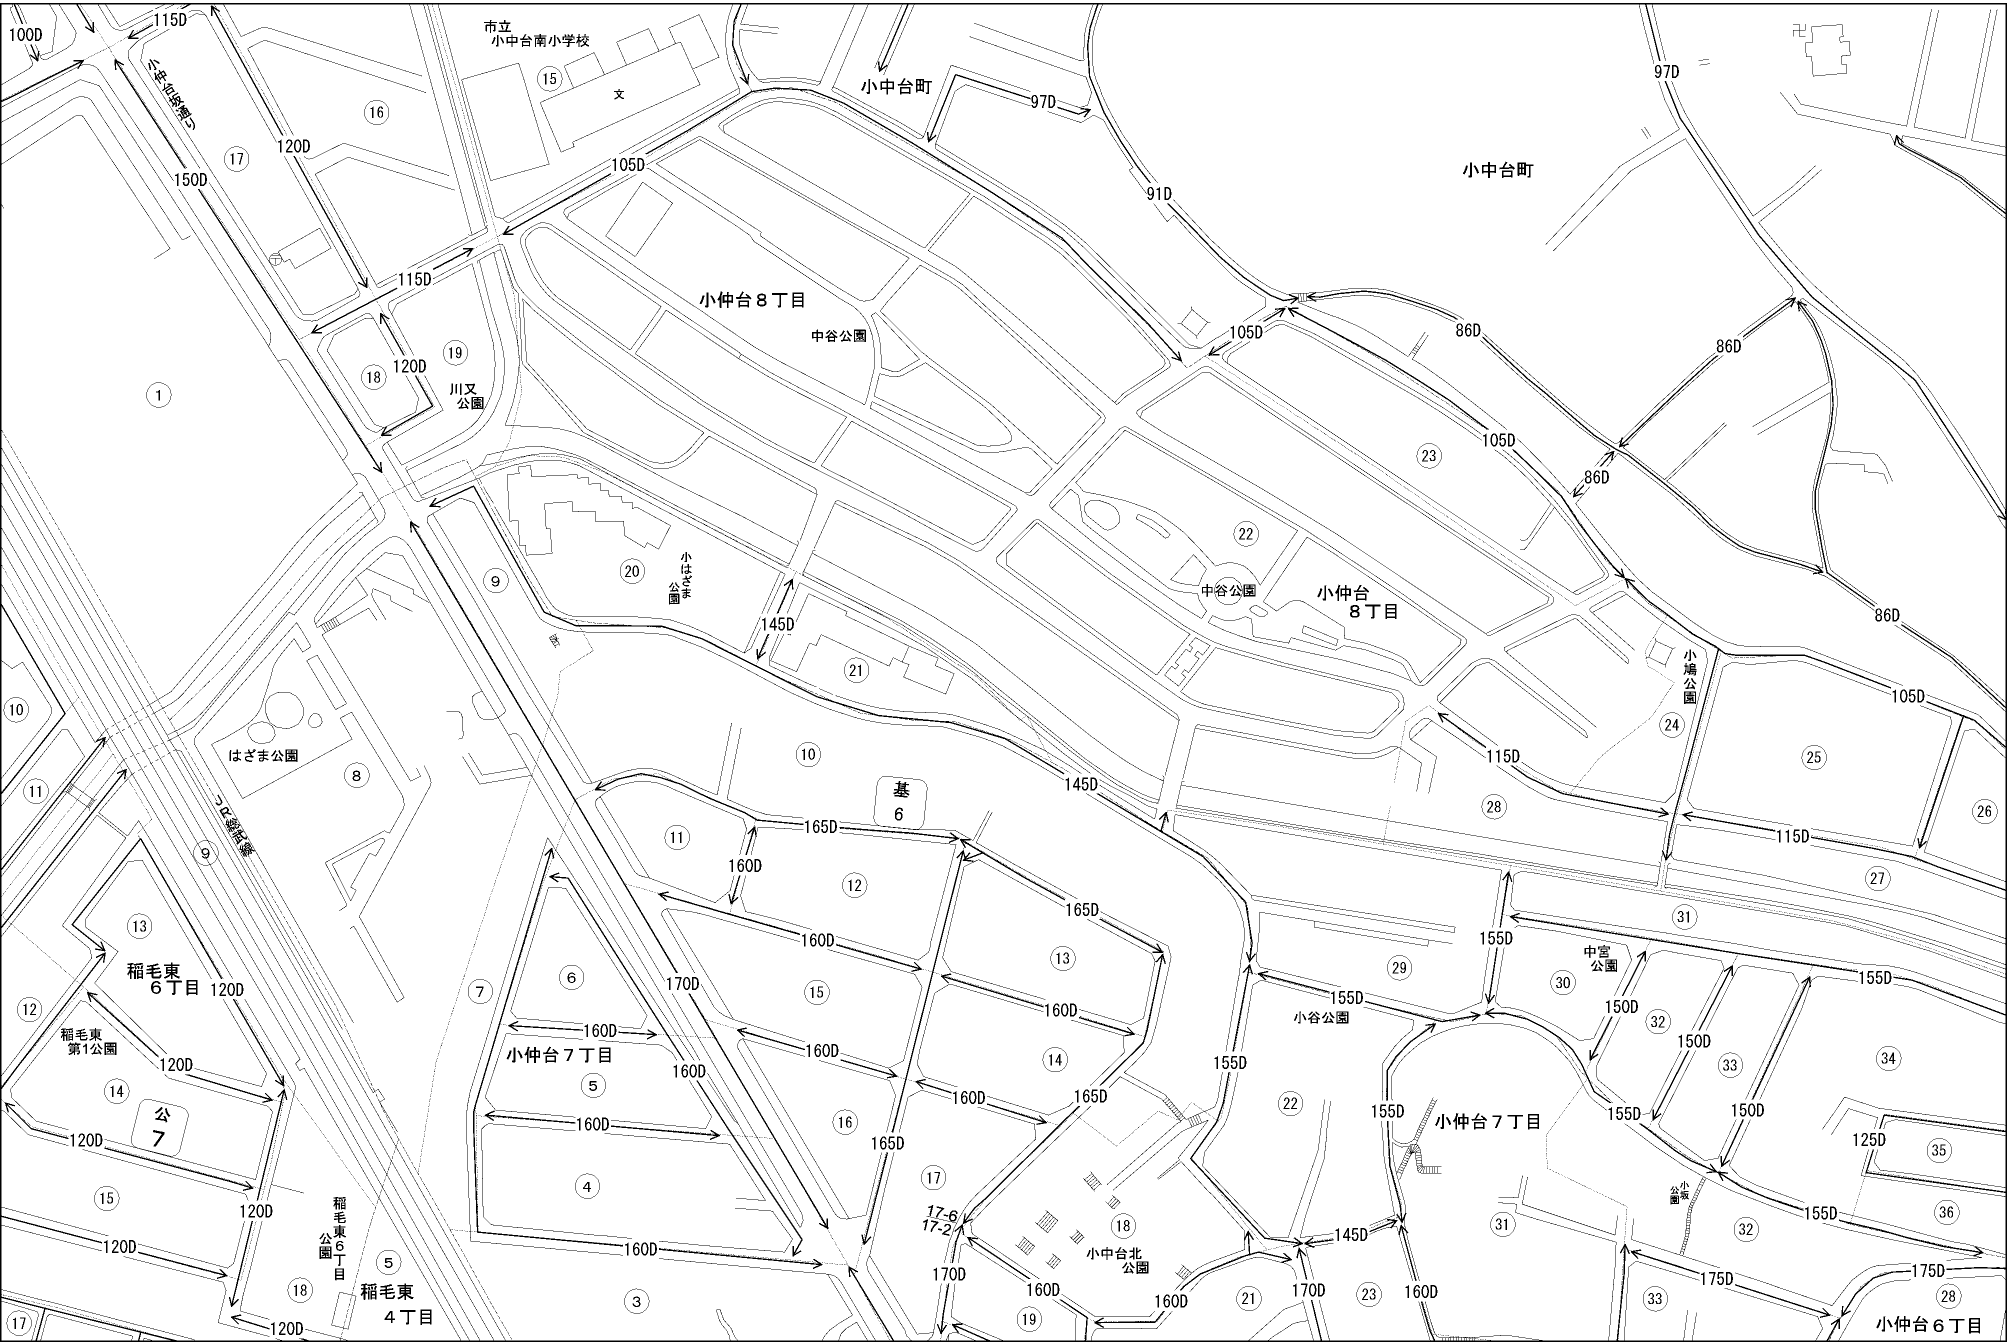 115D
100D
市立
小中台南小学校
⑮
文
小仲台坂通り
⑯
⑰
120D
150D
105D
小中台町
97D
97D
小中台町
91D
115D
小仲台８丁目
中谷公園
105D
86D
86D
①
⑱
⑲
120D
川又
公園
㉓
105D
86D
⑨
⑳
小はざま
公園
㉒
中谷公園
小仲台
８丁目
86D
145D
㉑
小鳩公園
105D
⑩
㉔
はざま公園
⑧
⑪
JR総武線
⑨
⑩
基
6
145D
115D
㉘
㉕
㉖
115D
⑪
165D
160D
⑫
㉗
⑬
稲毛東
６丁目
120D
165D
㉛
160D
⑬
155D
中宮
公園
⑫
⑦
⑥
170D
⑮
㉙
㉚
155D
155D
稲毛東
第1公園
160D
160D
小谷公園
150D
㉜
小仲台７丁目
160D
150D
120D
⑭
155D
㉝
㉞
⑤
160D
⑭
公
7
160D
165D
㉒
155D
小仲台７丁目
155D
150D
120D
160D
⑯
165D
125D
㉟
⑮
④
⑰
小坂
公園
120D
稲毛東６丁目
公園
17-6
17-2
⑱
㉛
㉜
155D
㊱
120D
160D
小中台北
公園
145D
⑤
170D
160D
160D
㉑
170D
㉓
160D
175D
175D
⑱
稲毛東
４丁目
③
⑲
㉝
㉘
⑰
120D
小仲台６丁目